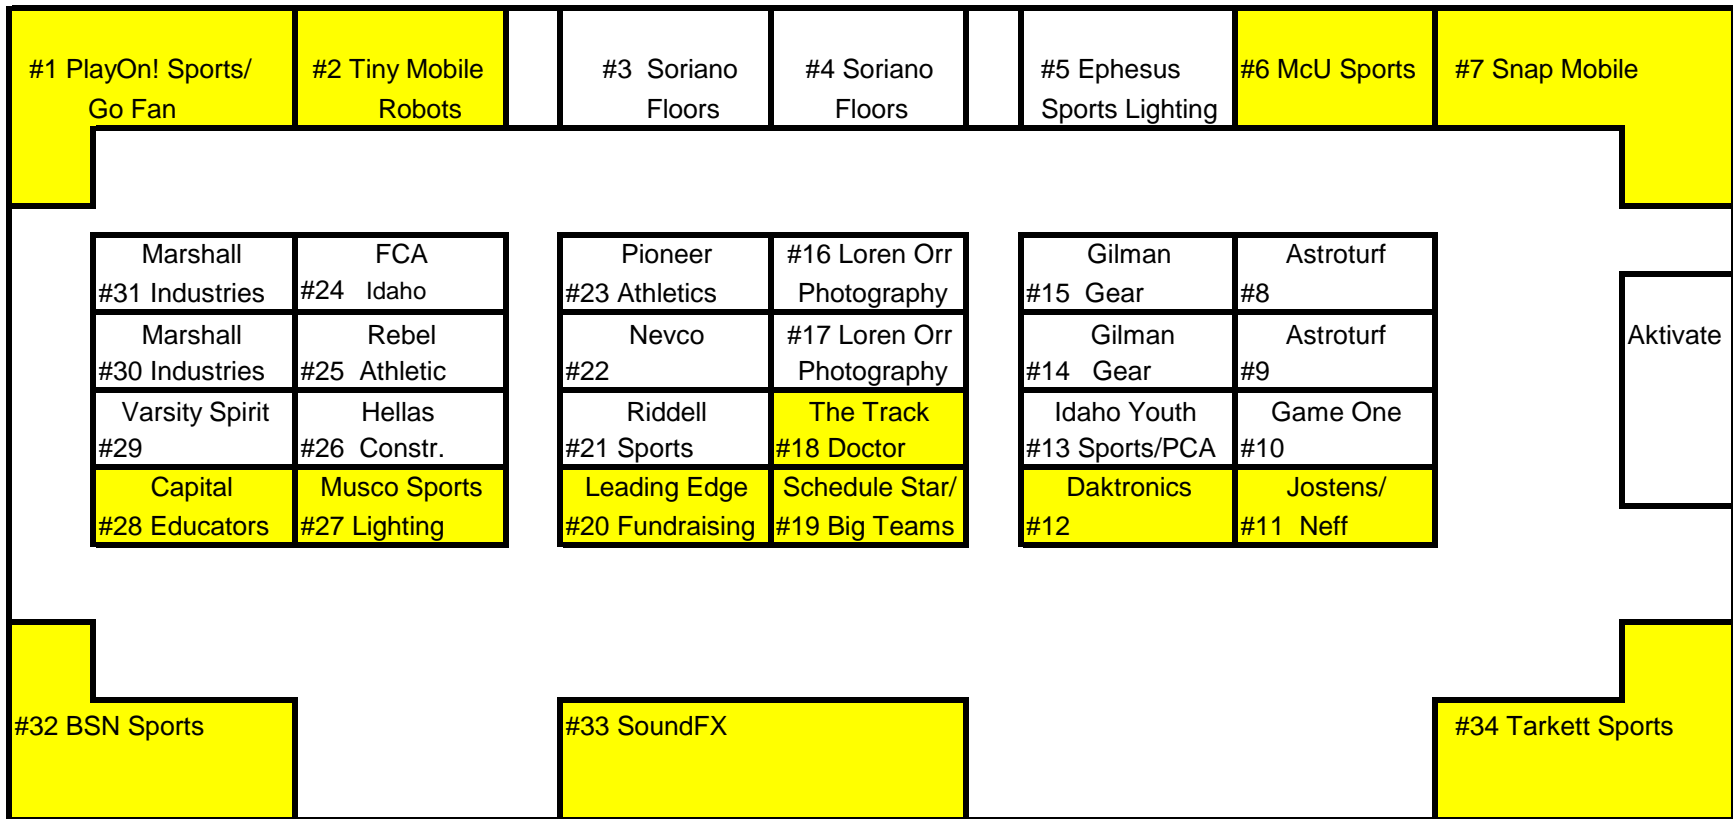 #1 PlayOn! Sports/
Go Fan
#2 Tiny Mobile
Robots
#3 Soriano
Floors
#4 Soriano
Floors
#5 Ephesus
Sports Lighting
#6 McU Sports
#7 Snap Mobile
Marshall
#31 Industries
FCA
#24 Idaho
Pioneer
#23 Athletics
#16 Loren Orr
Photography
Gilman
#15 Gear
Astroturf
#8
Marshall
#30 Industries
Rebel
#25 Athletic
Nevco
#22
#17 Loren Orr
Photography
Gilman
#14 Gear
Astroturf
#9
Aktivate
Varsity Spirit
#29
Hellas
#26 Constr.
Riddell
#21 Sports
The Track
#18 Doctor
Idaho Youth
#13 Sports/PCA
Game One
#10
Capital
#28 Educators
Musco Sports
#27 Lighting
Leading Edge
#20 Fundraising
Schedule Star/
#19 Big Teams
Daktronics
#12
Jostens/
#11 Neff
#32 BSN Sports
#33 SoundFX
#34 Tarkett Sports